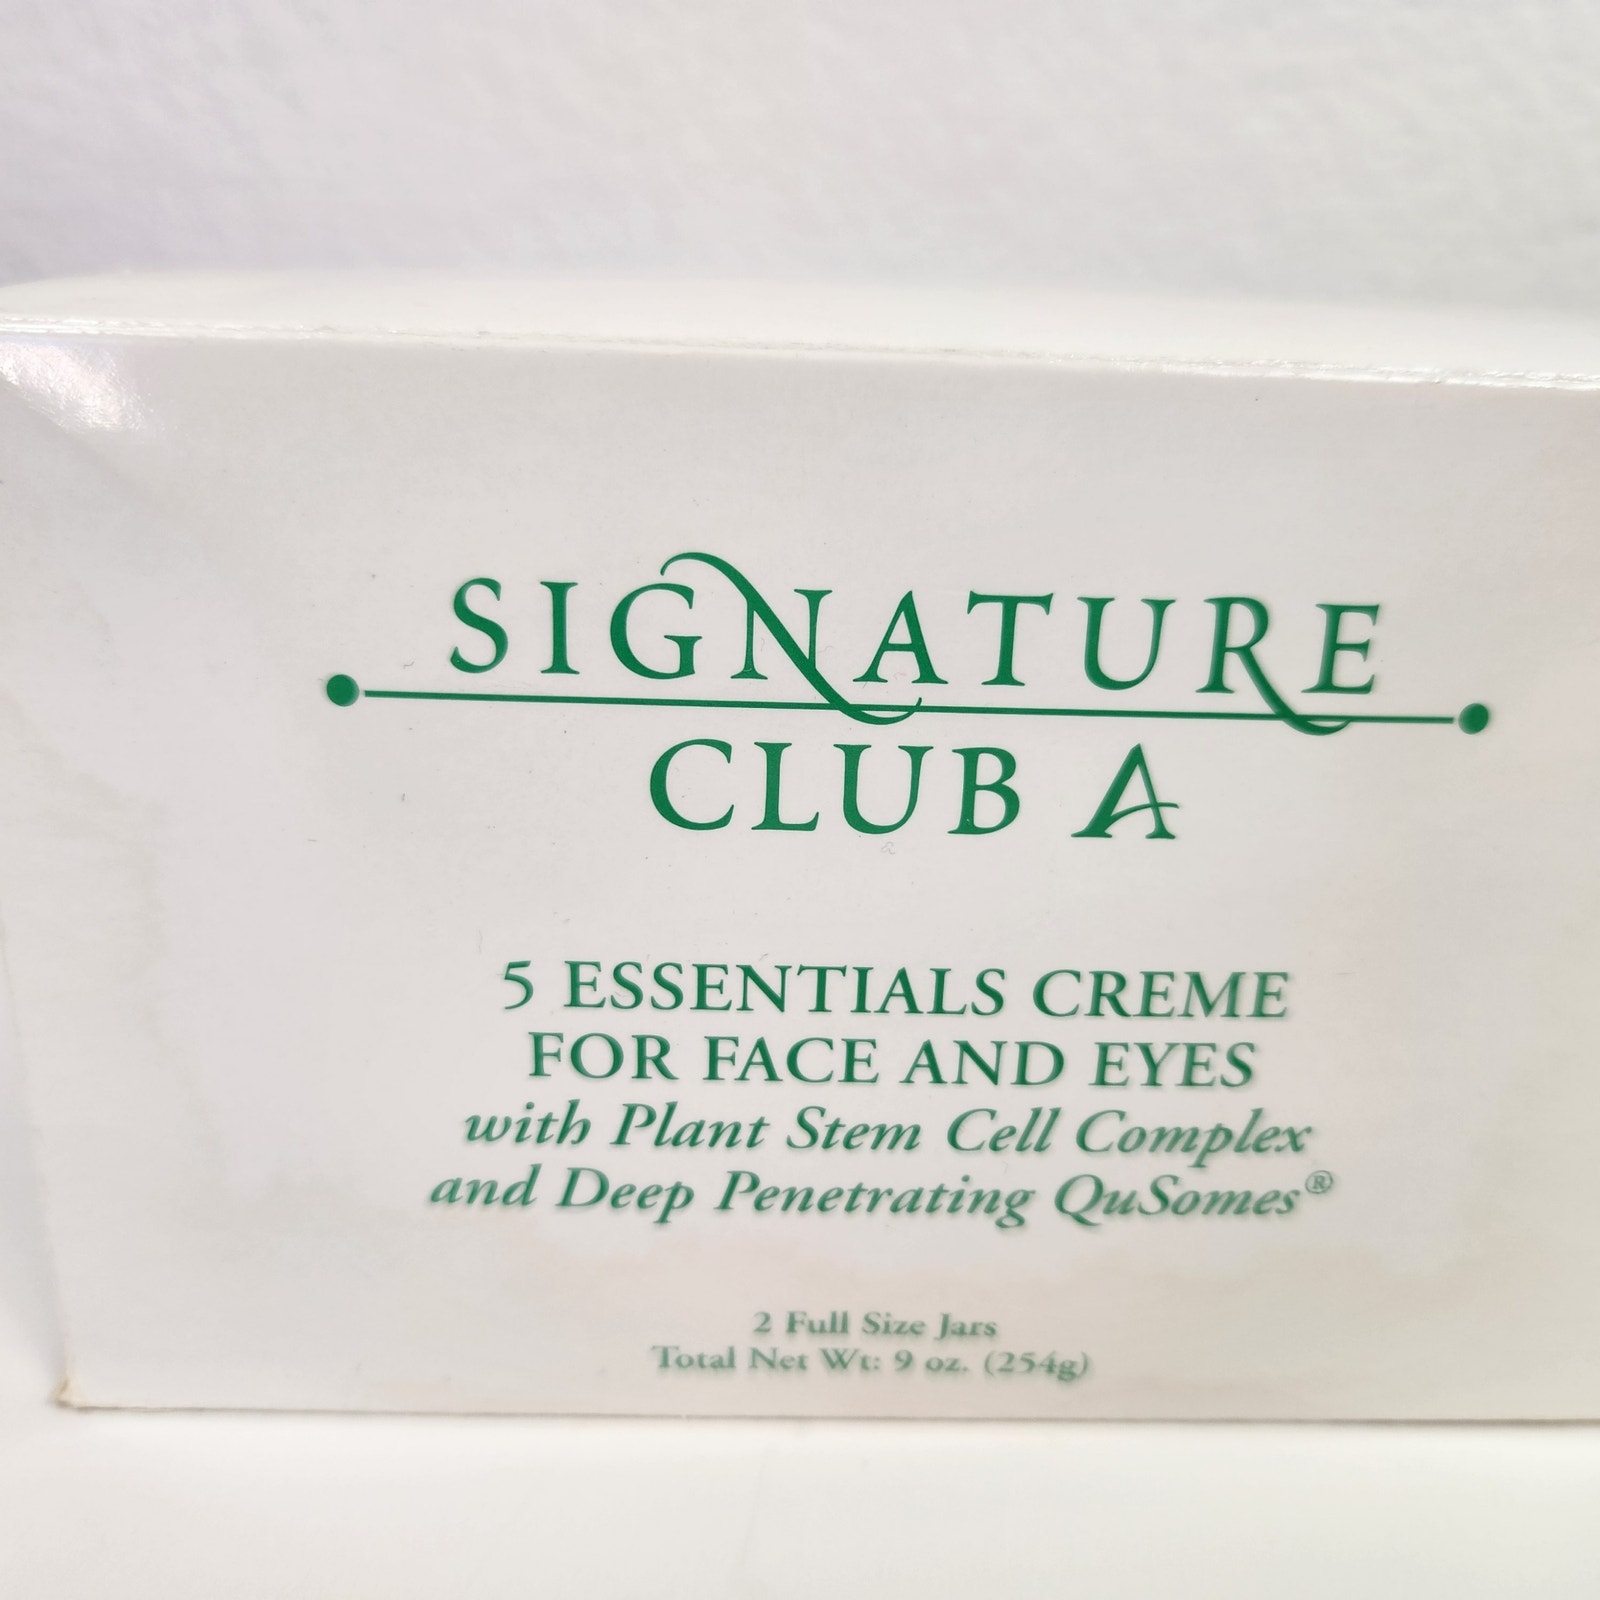 SIGNATURE
CLUB A
5 ESSENTIALS CREME
FOR FACE AND EYES
with Plant Stem Cell Complex
and Deep Penetrating QuSomes®
2 Full Size Jars
Total Net Wt: 9 oz. (254g)